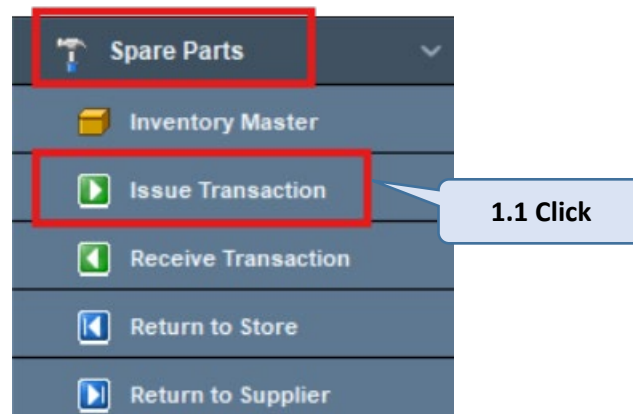 Spare Parts
Inventory Master
Issue Transaction
1.1 Click
Receive Transaction
Return to Store
Return to Supplier